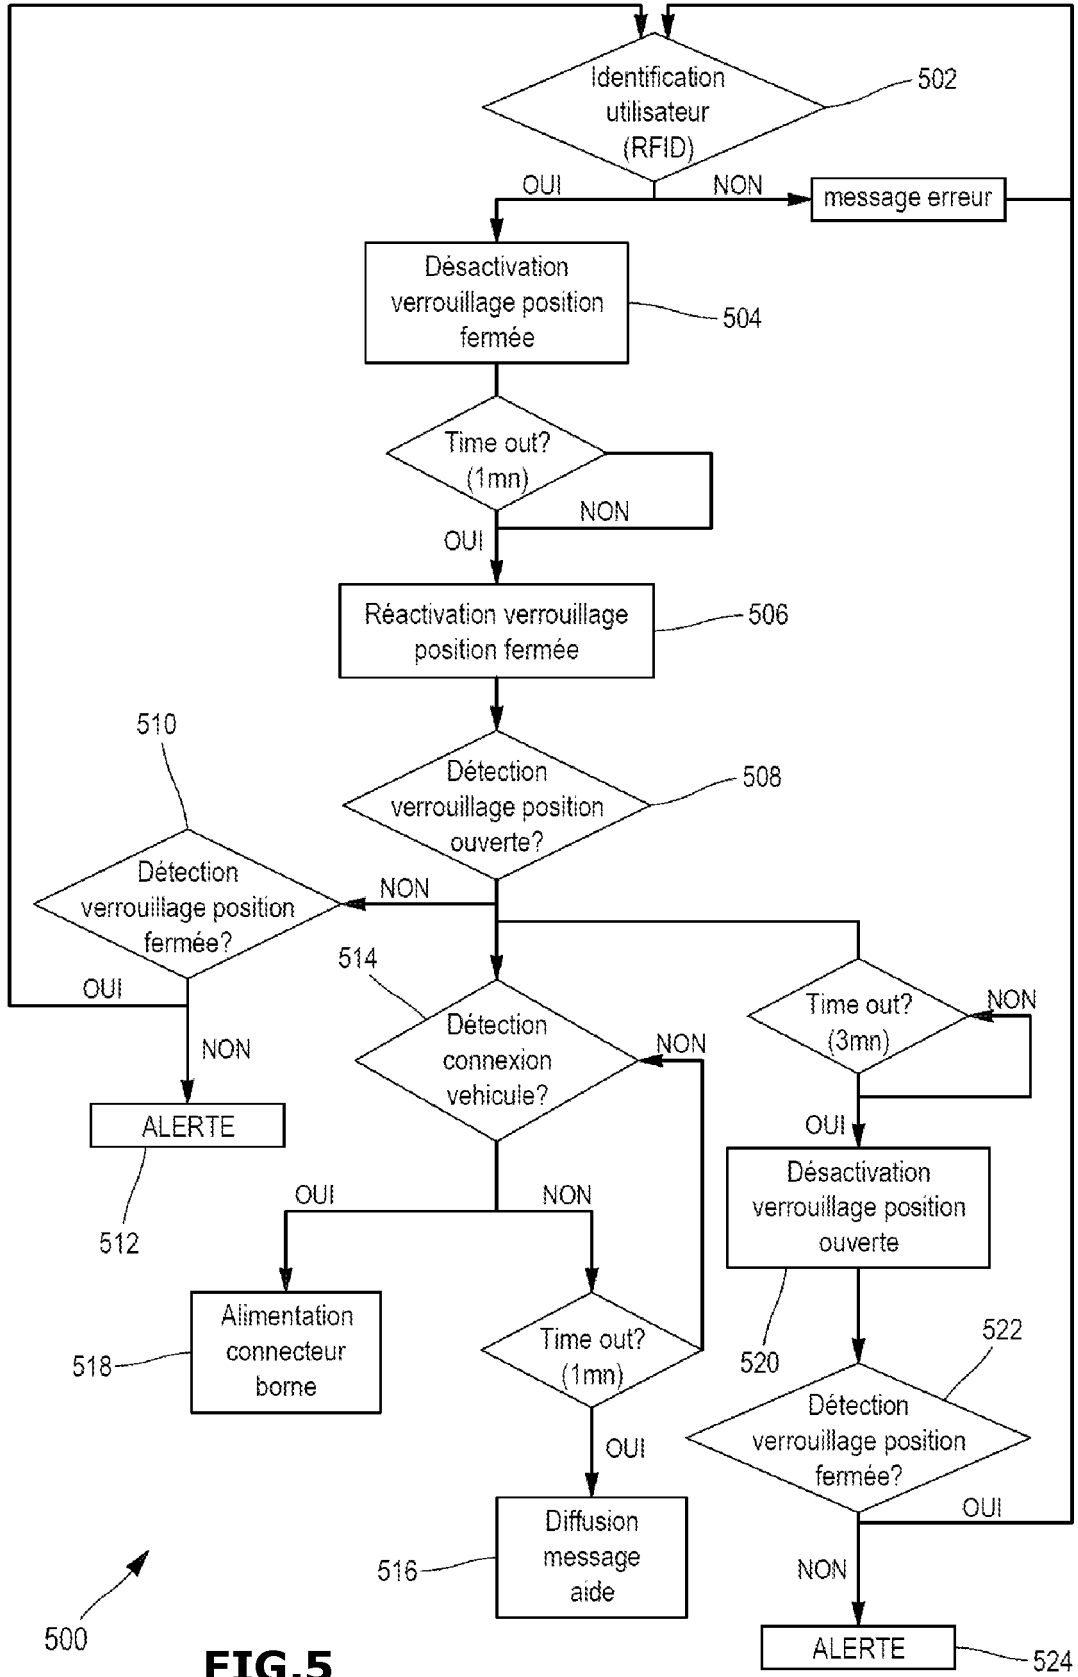 Identification
utilisateur
(RFID)
502
OUI
NON
message erreur
Désactivation
verrouillage position
fermée
504
Time out?
(1mn)
NON
OUI
Réactivation verrouillage
position fermée
506
510
Détection
verrouillage position
ouverte?
508
Détection
verrouillage position
fermée?
NON
514
OUI
NON
ALERTE
512
Détection
connexion
vehicule?
NON
Time out?
(3mn)
NON
OUI
Désactivation
verrouillage position
ouverte
520
OUI
NON
Alimentation
connecteur
borne
518
Time out?
(1mn)
OUI
Diffusion
message
aide
516
522
Détection
verrouillage position
fermée?
OUI
NON
ALERTE
524
500
FIG.5